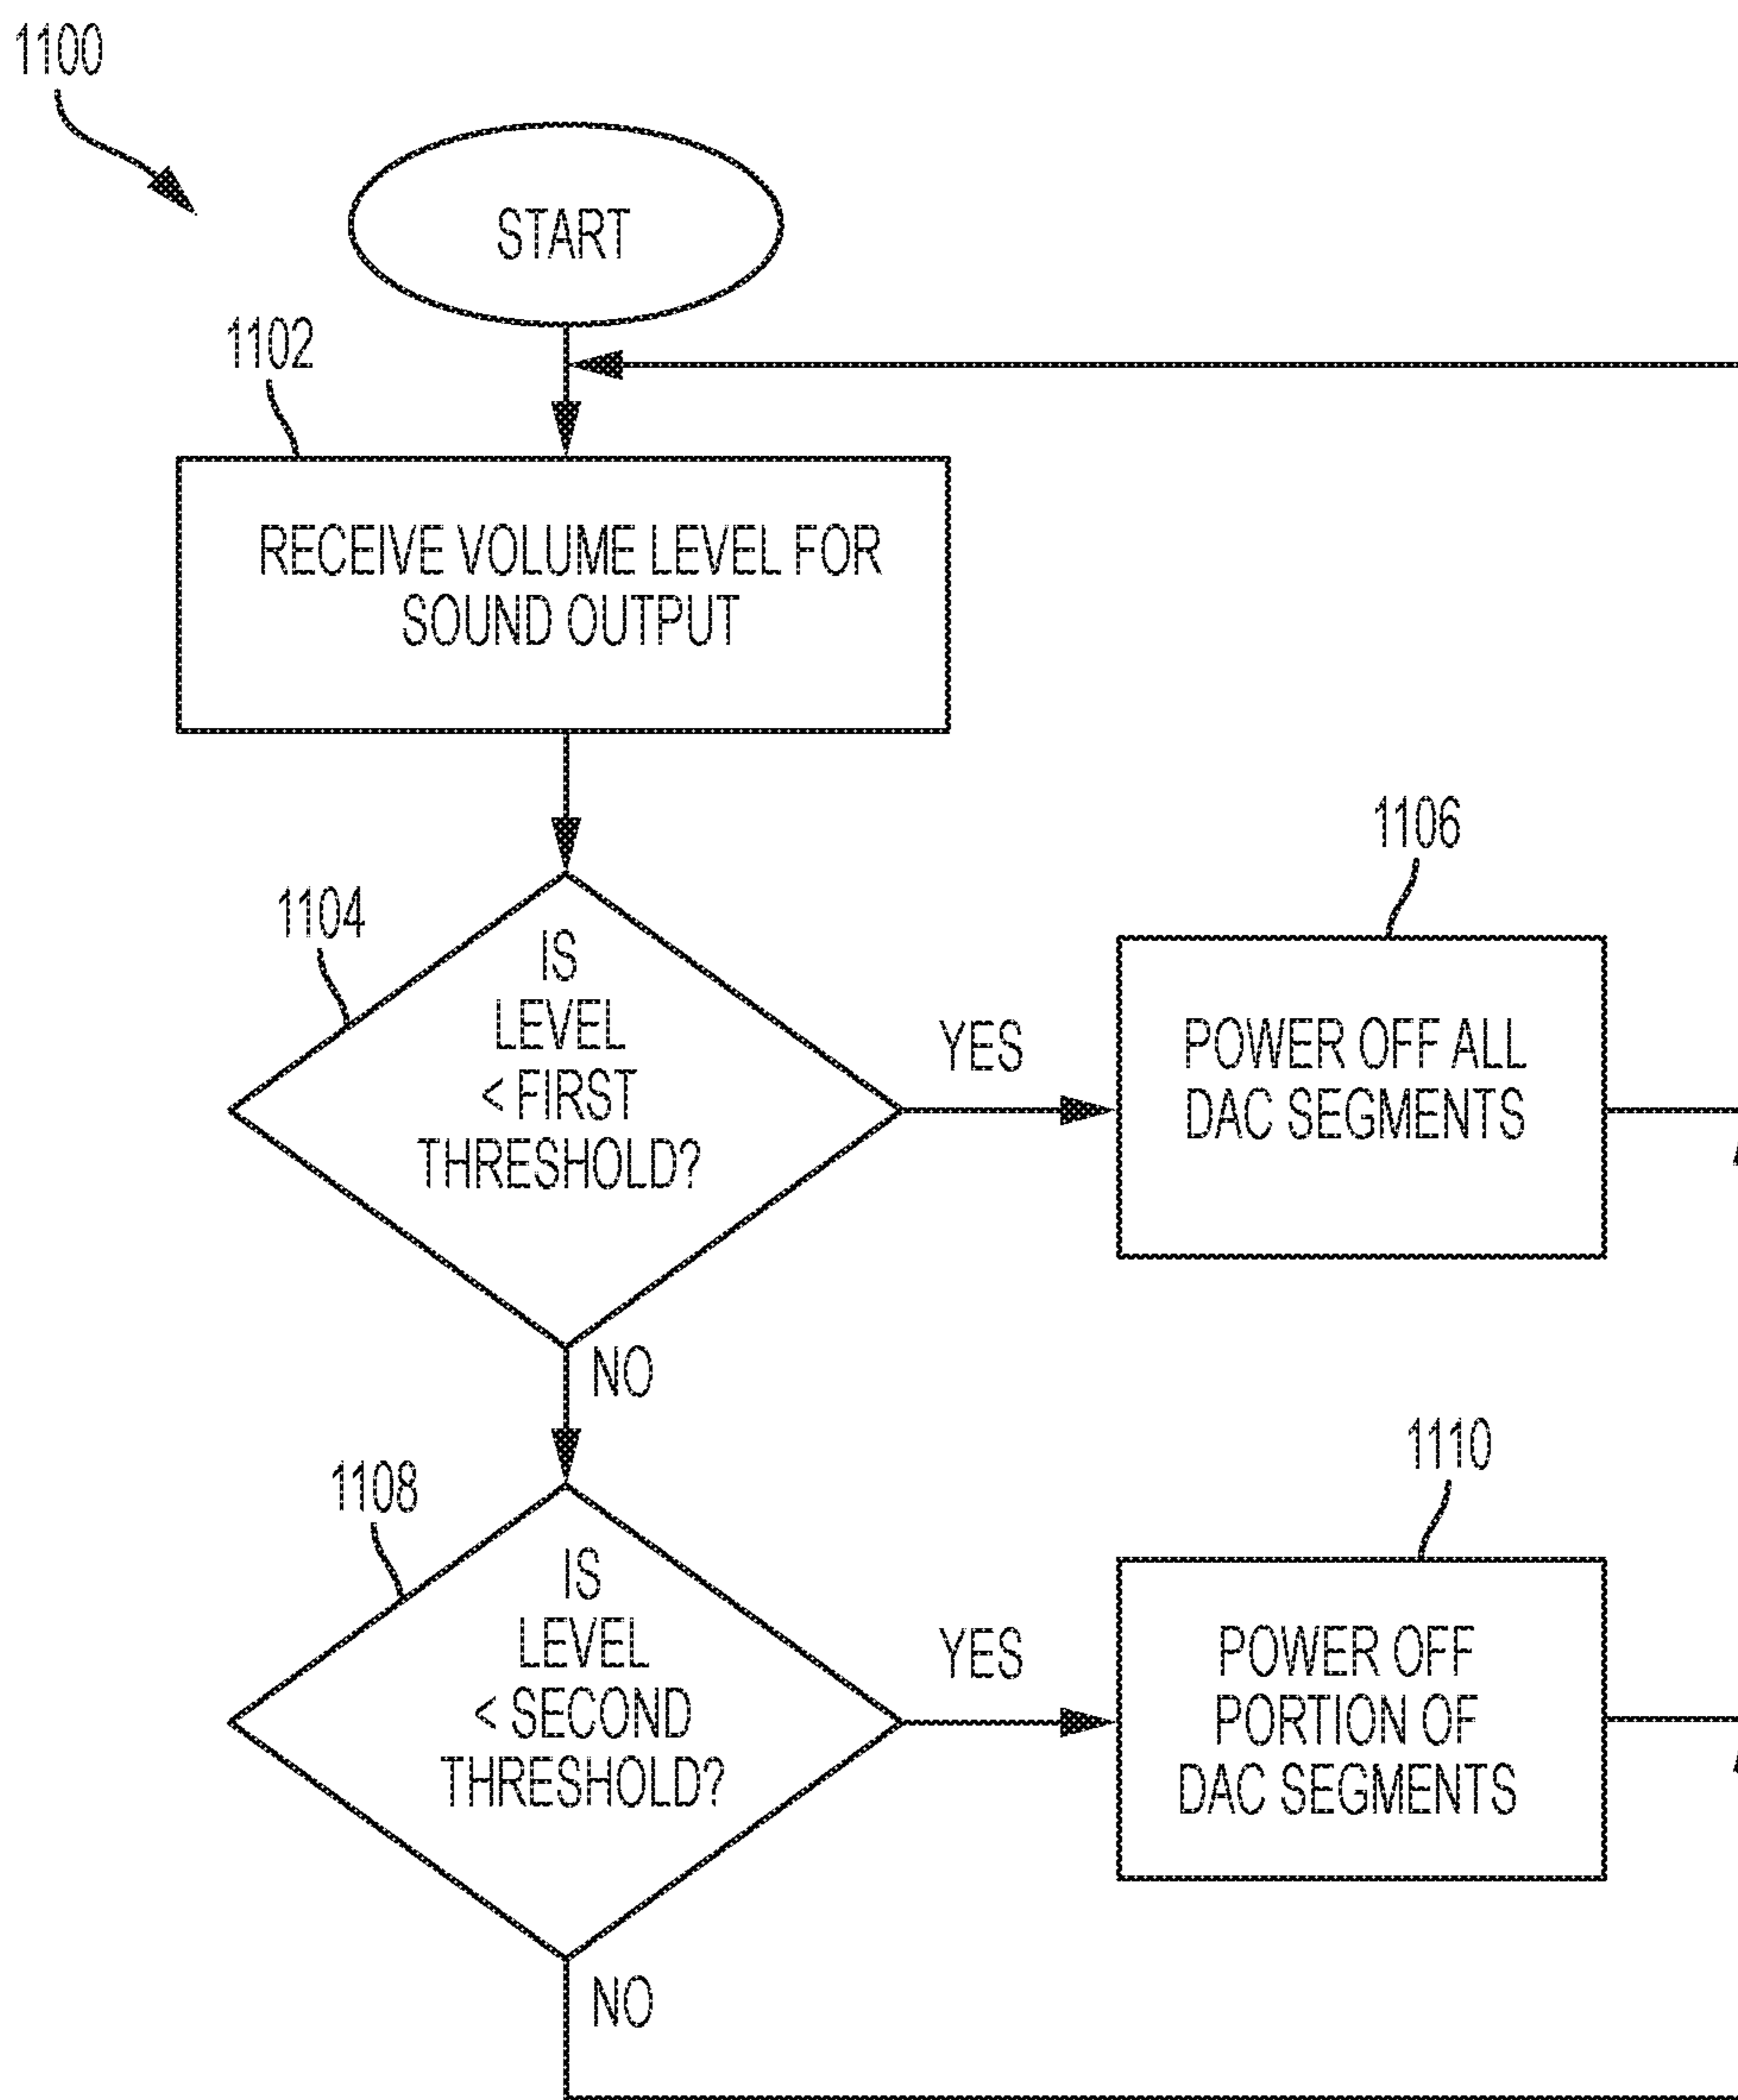 1100
START
1102
RECEIVE VOLUME LEVEL FOR
SOUND OUTPUT
1104
IS
LEVEL
< FIRST
THRESHOLD?
YES
1106
POWER OFF ALL
DAC SEGMENTS
NO
1108
IS
LEVEL
< SECOND
THRESHOLD?
YES
1110
POWER OFF
PORTION OF
DAC SEGMENTS
NO